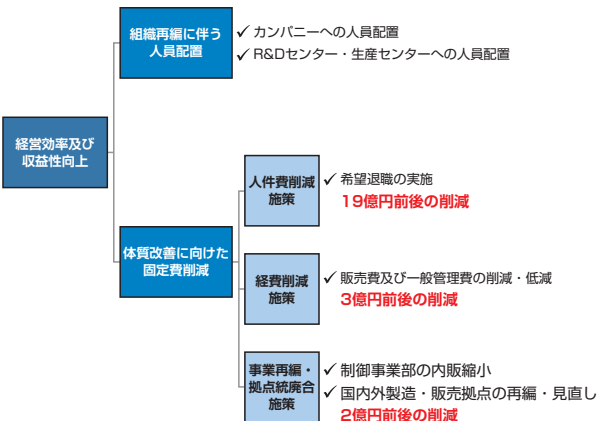 組織再編に伴う
人員配置
✓ カンパニーへの人員配置
✓ R&Dセンター・生産センターへの人員配置
経営効率及び
収益性向上
体質改善に向けた
固定費削減
人件費削減
施策
✓ 希望退職の実施
19億円前後の削減
経費削減
施策
✓ 販売費及び一般管理費の削減・低減
3億円前後の削減
事業再編・
拠点統廃合
施策
✓ 制御事業部の内販縮小
✓ 国内外製造・販売拠点の再編・見直し
2億円前後の削減